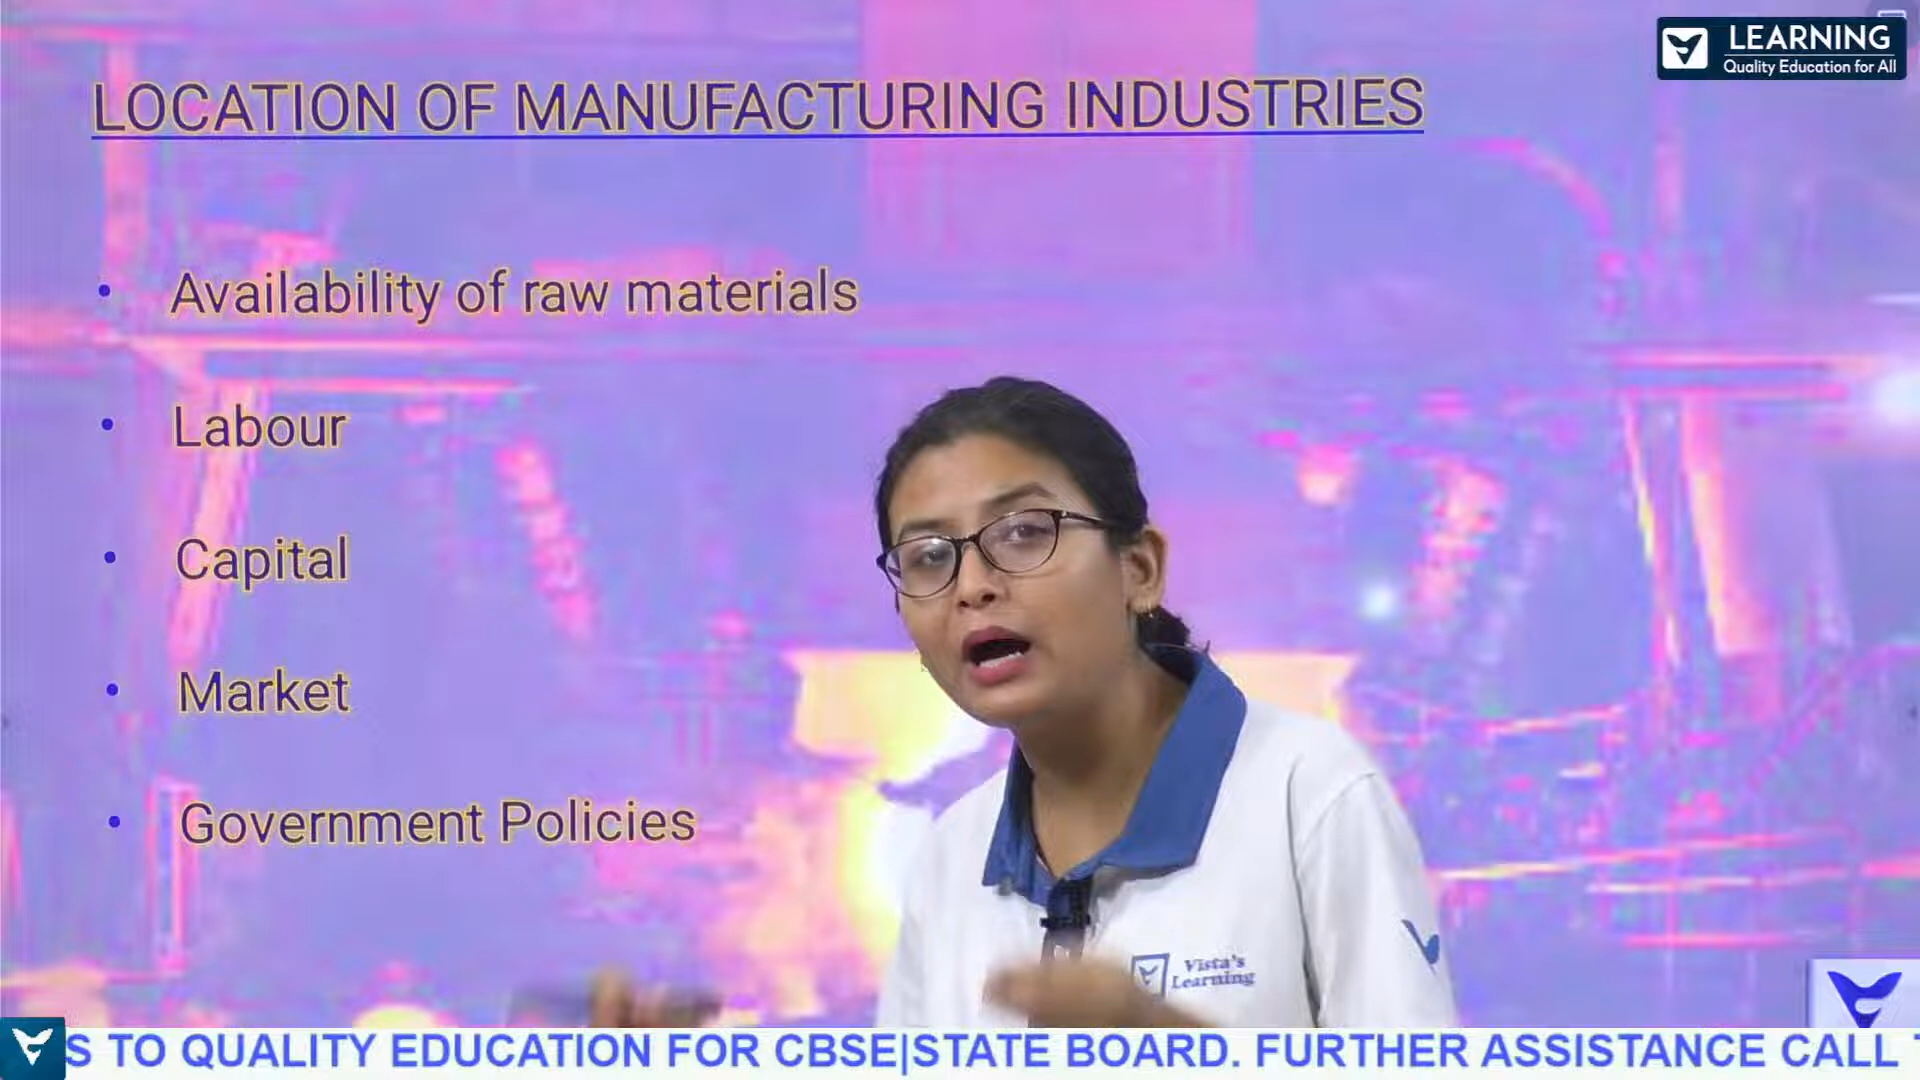 LEARNING
Quality Education for All
LOCATION OF MANUFACTURING INDUSTRIES
• Availability of raw materials
• Labour
• Capital
• Market
• Government Policies
Vista's
Learning
S TO QUALITY EDUCATION FOR CBSE|STATE BOARD. FURTHER ASSISTANCE CALL